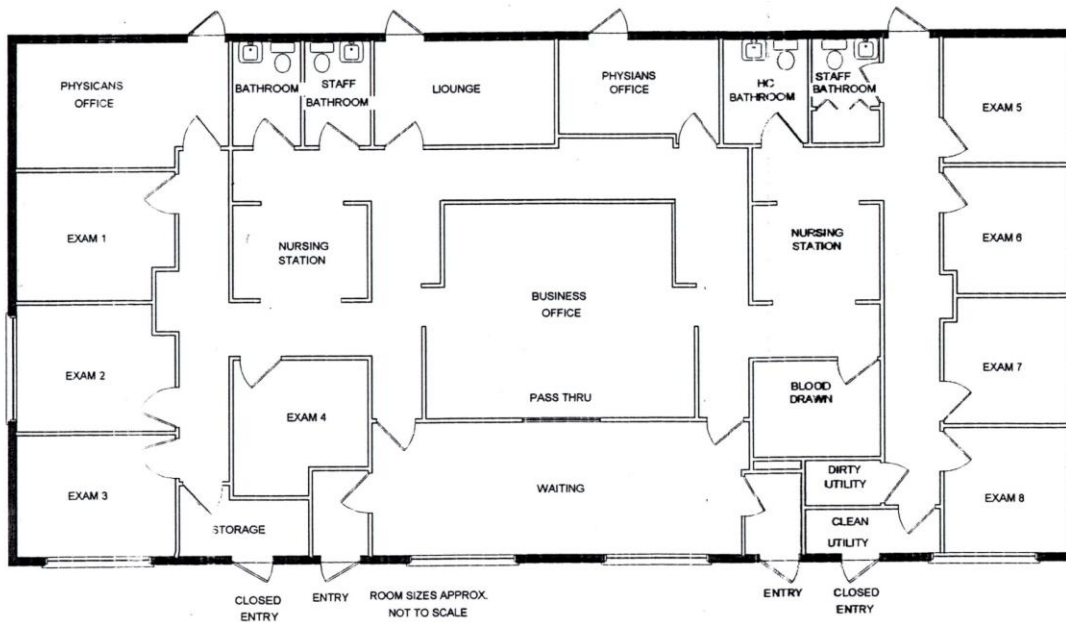 PHYSICANS
OFFICE
BATHROOM
STAFF
BATHROOM
LIOUNGE
PHYSIANS
OFFICE
HC
BATHROOM
STAFF
BATHROOM
EXAM 5
EXAM 1
NURSING
STATION
BUSINESS
OFFICE
NURSING
STATION
EXAM 6
EXAM 2
EXAM 4
PASS THRU
BLOOD
DRAWN
EXAM 7
EXAM 3
STORAGE
WAITING
DIRTY
UTILITY
CLEAN
UTILITY
EXAM 8
CLOSED
ENTRY
ENTRY
ROOM SIZES APPROX.
NOT TO SCALE
ENTRY
CLOSED
ENTRY